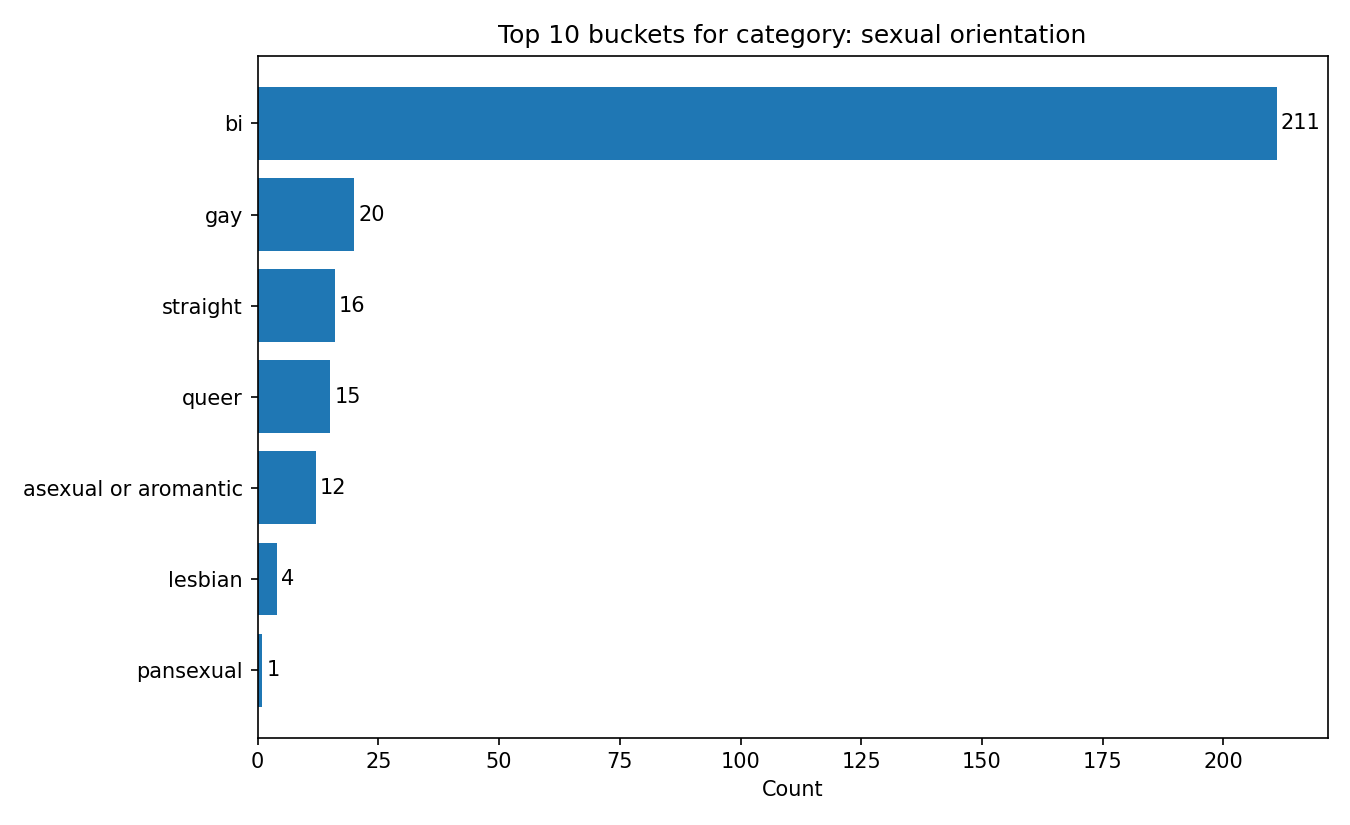 Top 10 buckets for category: sexual orientation
bi 211
gay 20
straight 16
queer 15
asexual or aromantic 12
lesbian 4
pansexual 1
0 25 50 75 100 125 150 175 200
Count